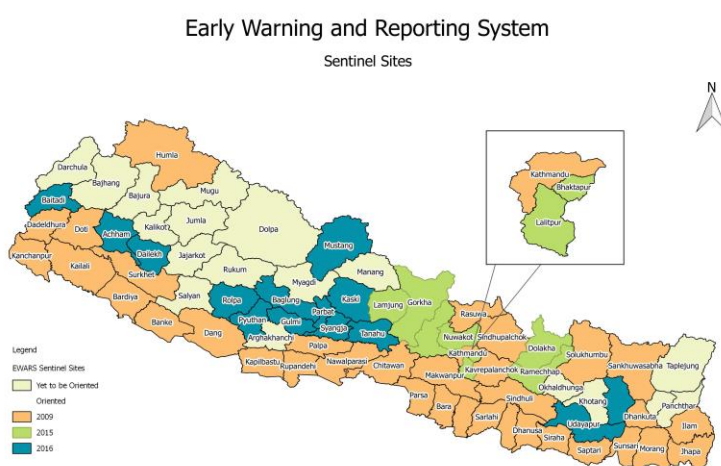 Early Warning and Reporting System
Sentinel Sites
N
Humla
Darchula
Bajhang
Mugu
Bajura
Baitadi
Jumla
Dolpa
Dadeldhura
Doti
Achham
Kalikot
Mustang
Dailekh
Jajarkot
Kanchanpur
Kailali
Surkhet
Rukum
Manang
Myagdi
Bardiya
Salyan
Rolpa
Baglung
Kaski
Lamjung
Gorkha
Parbat
Banke
Pyuthan
Gulmi
Syangja
Tanahu
Rasuwa
Dang
Arghakhanchi
Palpa
Nuwakot
Sindhupalchok
Dolakha
Kapilbastu
Rupandehi
Nawalparasi
Chitawan
Kathmandu
Kavrepalanchok
Ramechhap
Solukhumbu
Sankhuwasabha
Taplejung
Makwanpur
Okhaldhunga
Khotang
Panchthar
Parsa
Bara
Sindhuli
Udayapur
Dhankuta
Ilam
Sarlahi
Dhanusa
Siraha
Saptari
Sunsari
Morang
Jhapa
Kathmandu
Bhaktapur
Lalitpur
Legend
EWARS Sentinel Sites
Yet to be Oriented
Oriented
2009
2015
2016